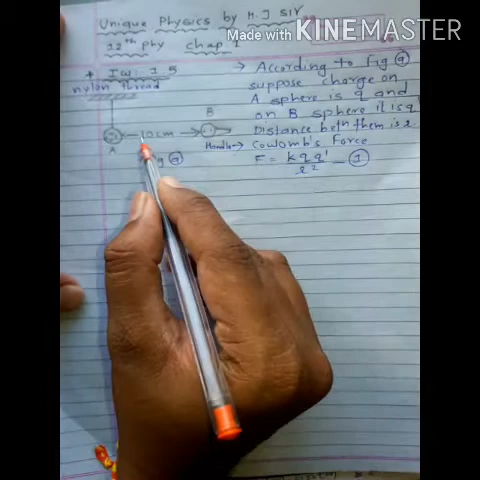 Unique Physics by H.J SIR
Made with KINEMASTER
12th phy chap 1
+ IW: 1.5
nylon thread
B
10cm
A
Handle
g (a)
→ According to fig (a)
suppose charge on
A sphere is q and
on B sphere it is q
Distance betn them is r.
→ Coulomb's Force
F = kqq' — (1)
r²